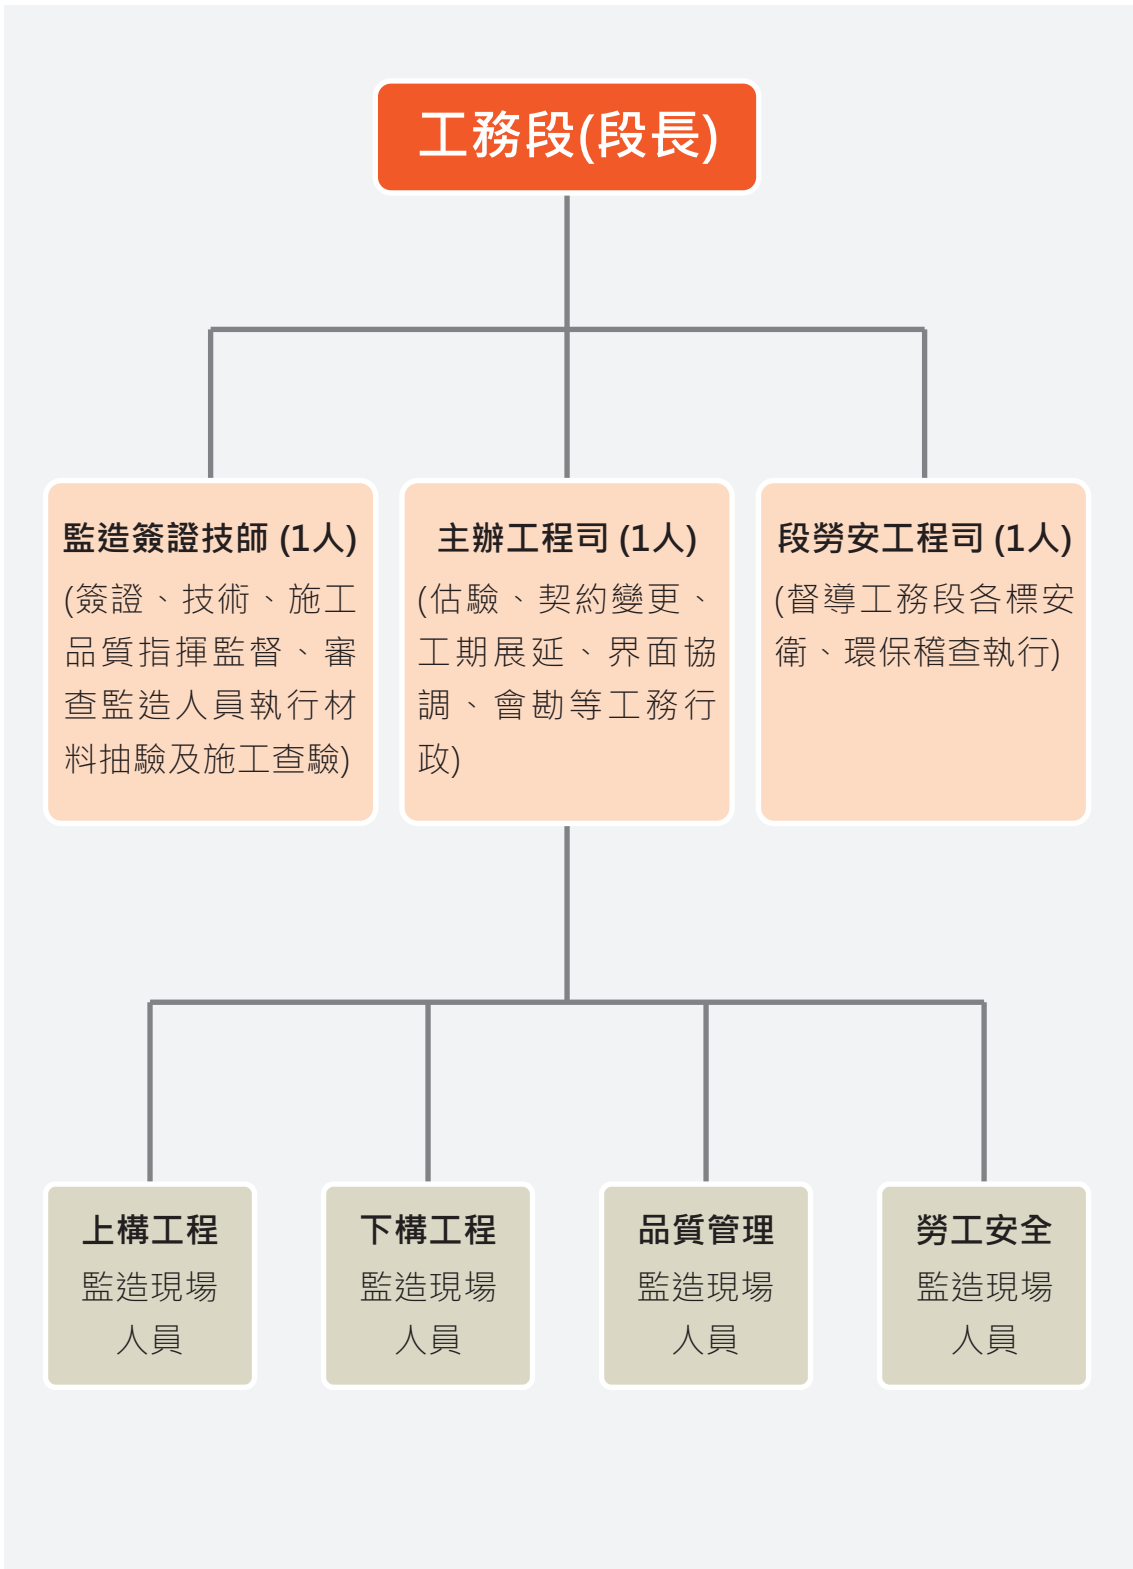 工務段(段長)
監造簽證技師 (1人)
(簽證、技術、施工
品質指揮監督、審
查監造人員執行材
料抽驗及施工查驗)
主辦工程司 (1人)
(估驗、契約變更、
工期展延、界面協
調、會勘等工務行
政)
段勞安工程司 (1人)
(督導工務段各標安
衛、環保稽查執行)
上構工程
監造現場
人員
下構工程
監造現場
人員
品質管理
監造現場
人員
勞工安全
監造現場
人員